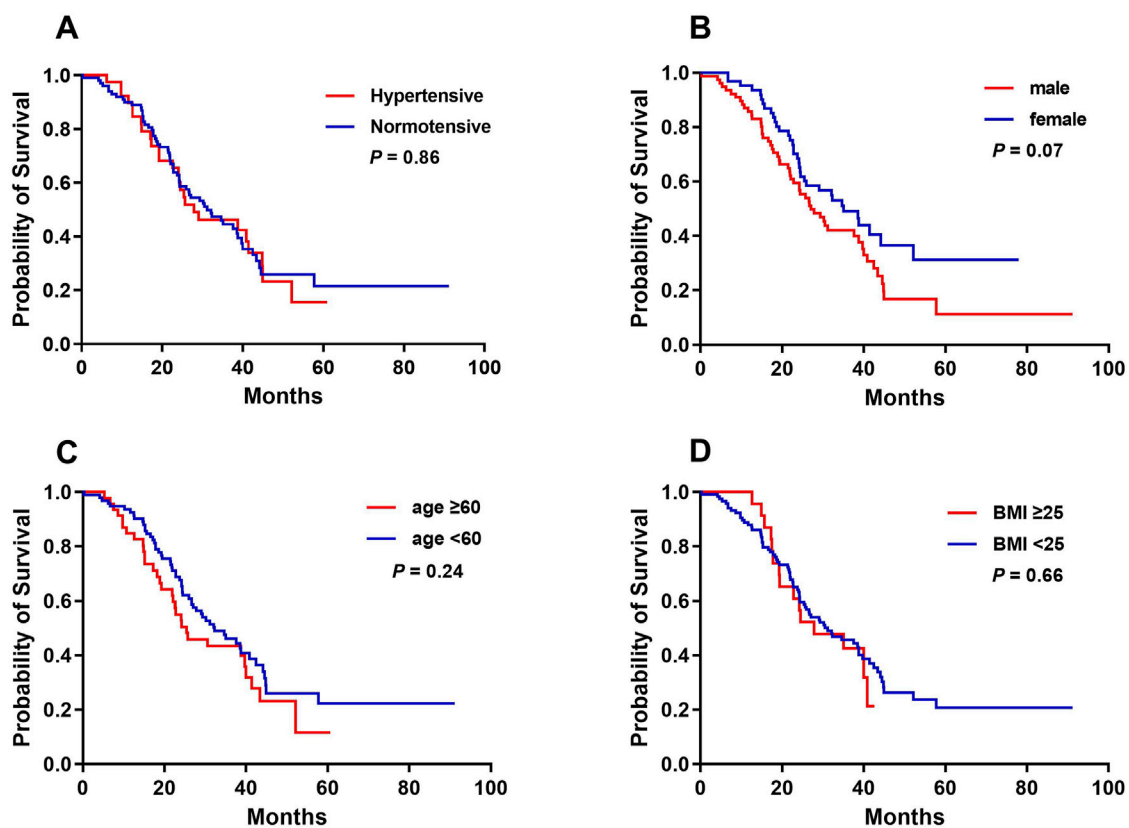 A
Probability of Survival
1.0
0.8
0.6
0.4
0.2
0.0
Hypertensive
Normotensive
P = 0.86
0 20 40 60 80 100
Months
B
Probability of Survival
1.0
0.8
0.6
0.4
0.2
0.0
male
female
P = 0.07
0 20 40 60 80 100
Months
C
Probability of Survival
1.0
0.8
0.6
0.4
0.2
0.0
age ≥60
age <60
P = 0.24
0 20 40 60 80 100
Months
D
Probability of Survival
1.0
0.8
0.6
0.4
0.2
0.0
BMI ≥25
BMI <25
P = 0.66
0 20 40 60 80 100
Months